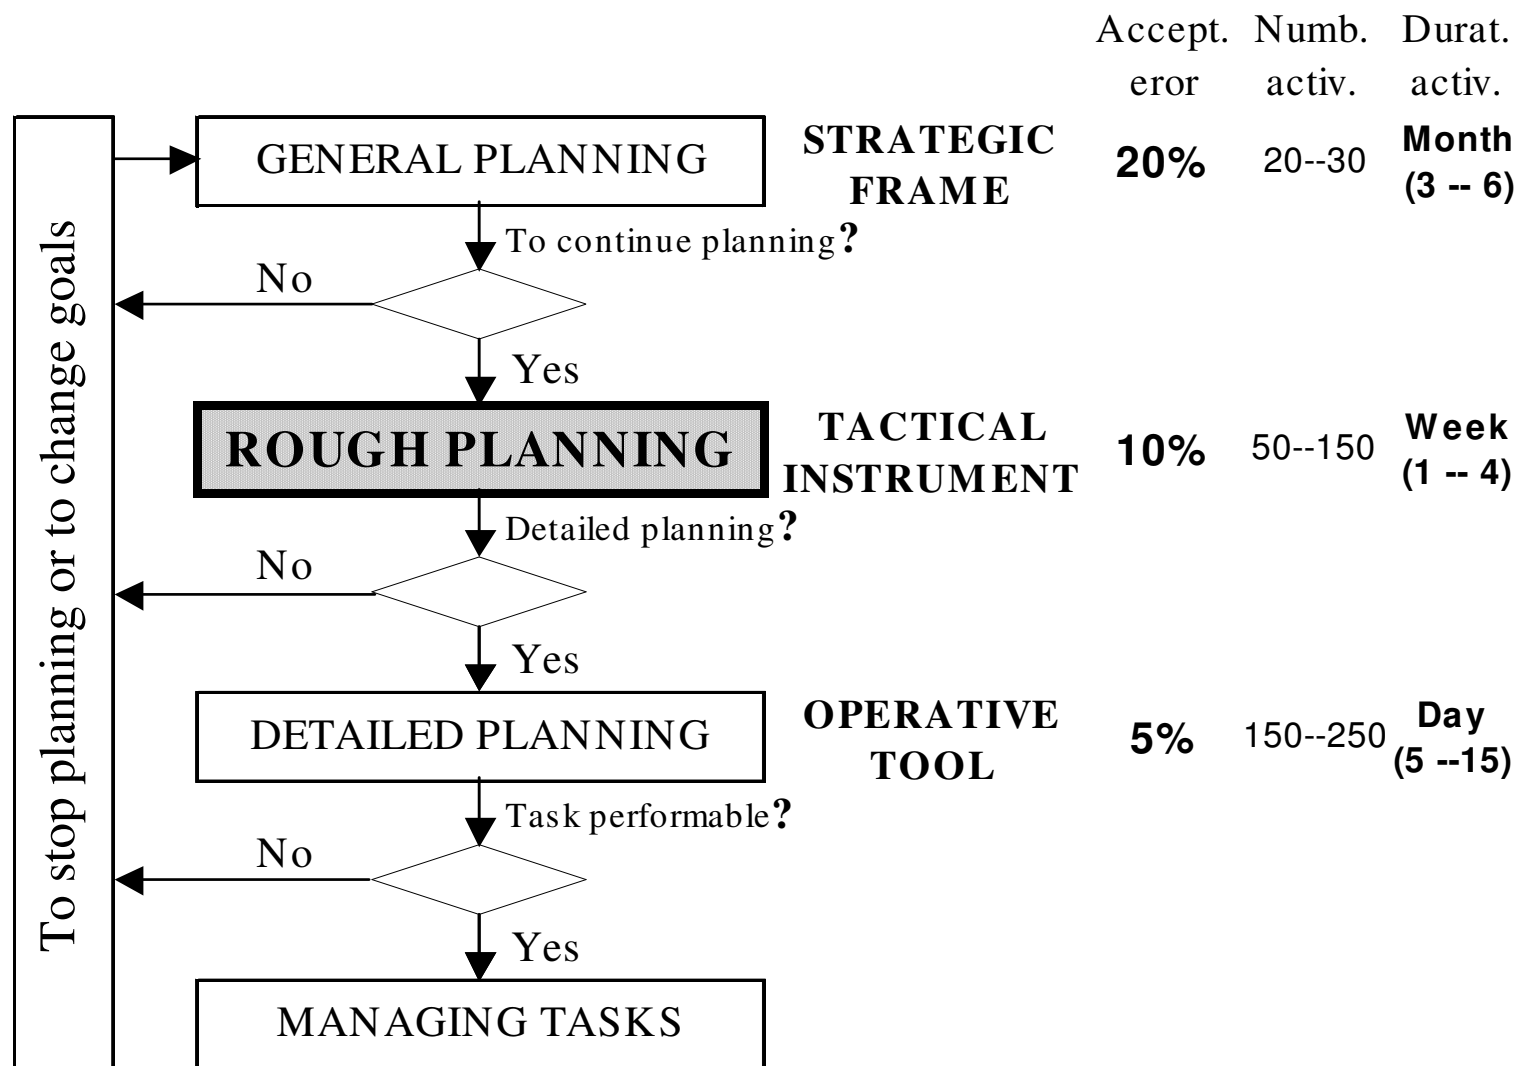 Accept. Numb. Durat.
eror activ. activ.
GENERAL PLANNING
STRATEGIC
FRAME
20%
20--30
Month
(3 -- 6)
To continue planning?
No
Yes
ROUGH PLANNING
TACTICAL
INSTRUMENT
10%
50--150
Week
(1 -- 4)
Detailed planning?
No
Yes
DETAILED PLANNING
OPERATIVE
TOOL
5%
150--250
Day
(5 --15)
Task performable?
No
Yes
MANAGING TASKS
To stop planning or to change goals